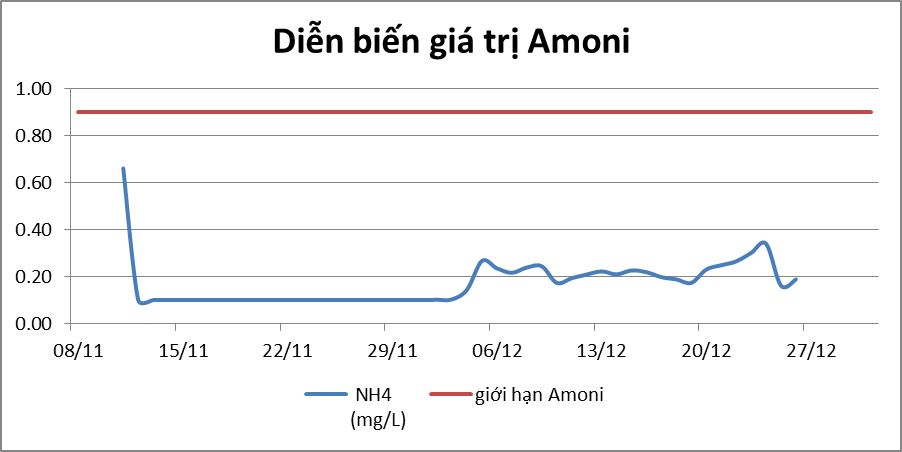 Diễn biến giá trị Amoni
1.00
0.80
0.60
0.40
0.20
0.00
08/11 15/11 22/11 29/11 06/12 13/12 20/12 27/12
NH4 giới hạn Amoni
(mg/L)